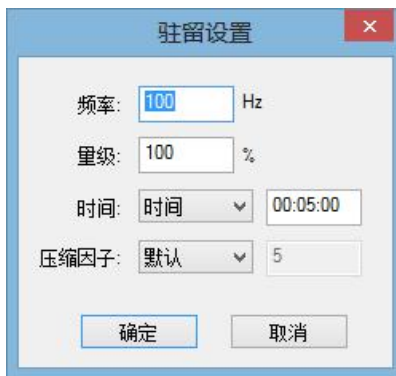 驻留设置
频率: 100 Hz
量级: 100 %
时间: 时间 00:05:00
压缩因子: 默认 5
确定 取消